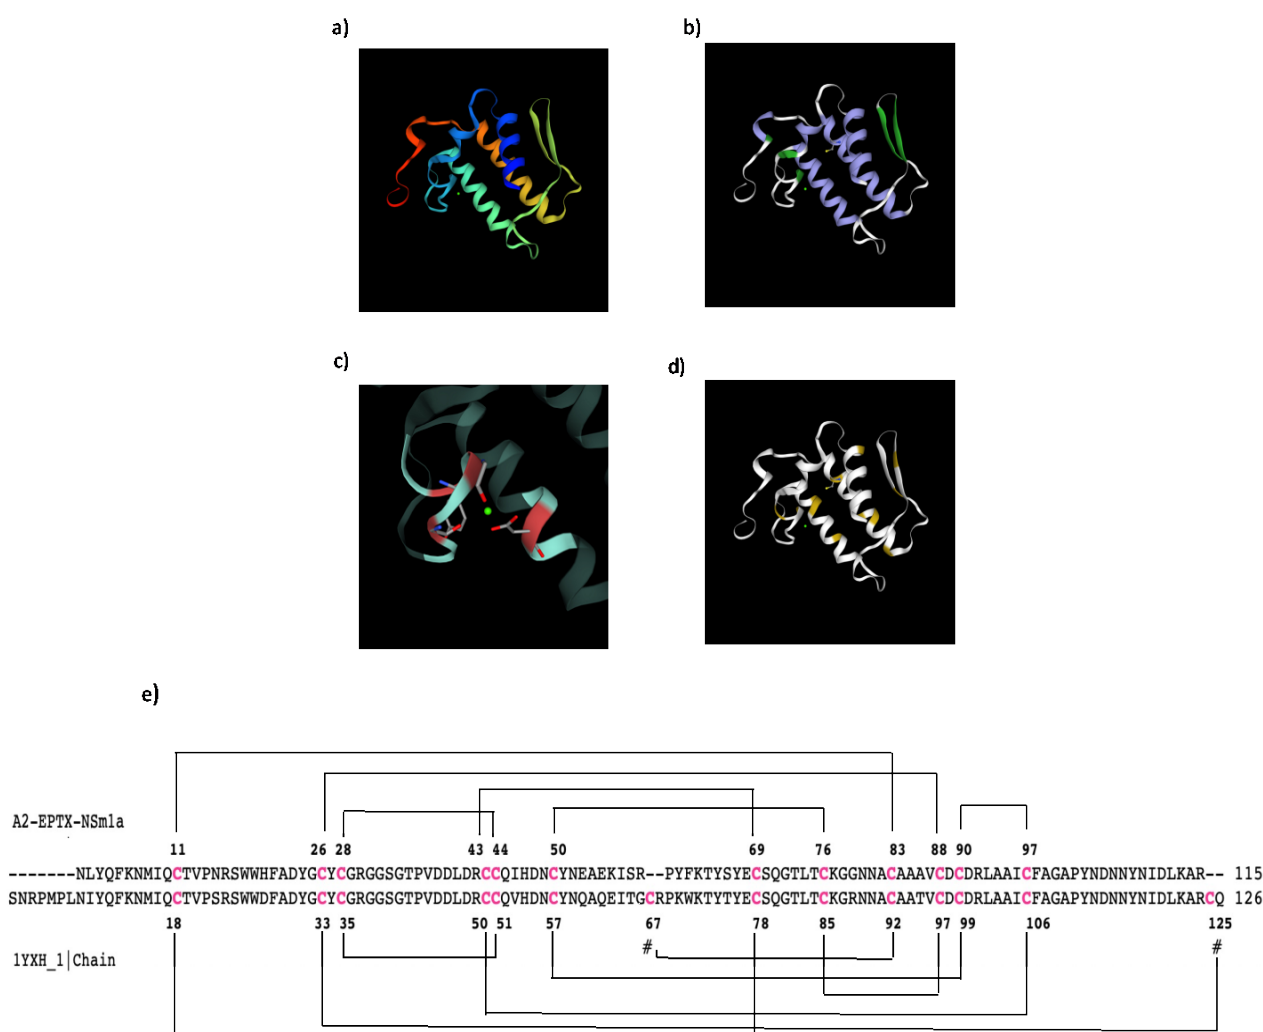 a)
b)
c)
d)
e)
A2-EPTX-NSm1a
11 26 28 43 44 50 69 76 83 88 90 97
-------NLYQFKNMIQCTVPNRSWWHFADYGCYCGRGGSGTPVDDLDRCCQIHDNCYNEAEKISR--PYFKTYSYECSQGTLTCKGGNNACAAAVCDCDRLAAICFAGAPYNDNNYNIDLKAR-- 115
SNRPMPLNIYQFKNMIQCTVPSRSWWDFADYGCYCGRGGSGTPVDDLDRCCQVHDNCYNQAQEITGCRPKWKTYTYECSQGTLTCKGRNNACAATVCDCDRLAAICFAGAPYNDNNYNIDLKARCQ 126
18 33 35 50 51 57 67 78 85 92 97 99 106 125
# #
1YXH_1|Chain